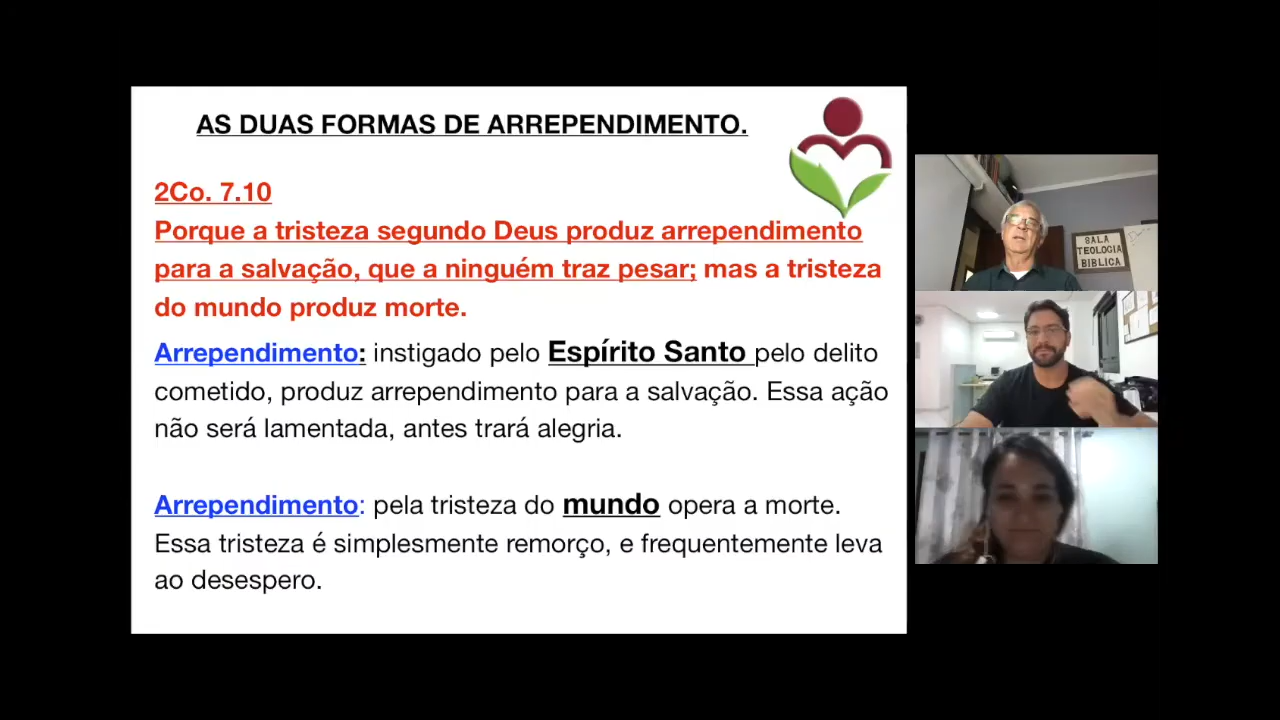 AS DUAS FORMAS DE ARREPENDIMENTO.
2Co. 7.10
Porque a tristeza segundo Deus produz arrependimento
para a salvação, que a ninguém traz pesar; mas a tristeza
do mundo produz morte.
Arrependimento: instigado pelo Espírito Santo pelo delito
cometido, produz arrependimento para a salvação. Essa ação
não será lamentada, antes trará alegria.
Arrependimento: pela tristeza do mundo opera a morte.
Essa tristeza é simplesmente remorço, e frequentemente leva
ao desespero.
SALA
TEOLOGIA
BIBLICA